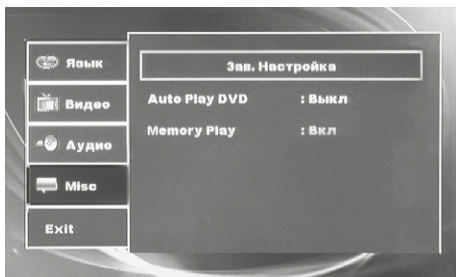 Язык
Видео
Аудио
Misc
Exit
Зав. Настройка
Auto Play DVD : Выкл
Memory Play : Вкл